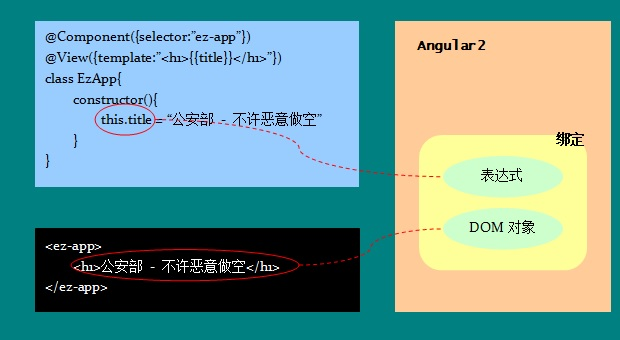 @Component({selector:"ez-app"})
@View({template:"<h1>{{title}}</h1>"})
class EzApp{
constructor(){
this.title = “公安部 - 不许恶意做空”
}
}
<ez-app>
<h1>公安部 - 不许恶意做空</h1>
</ez-app>
Angular2
绑定
表达式
DOM 对象